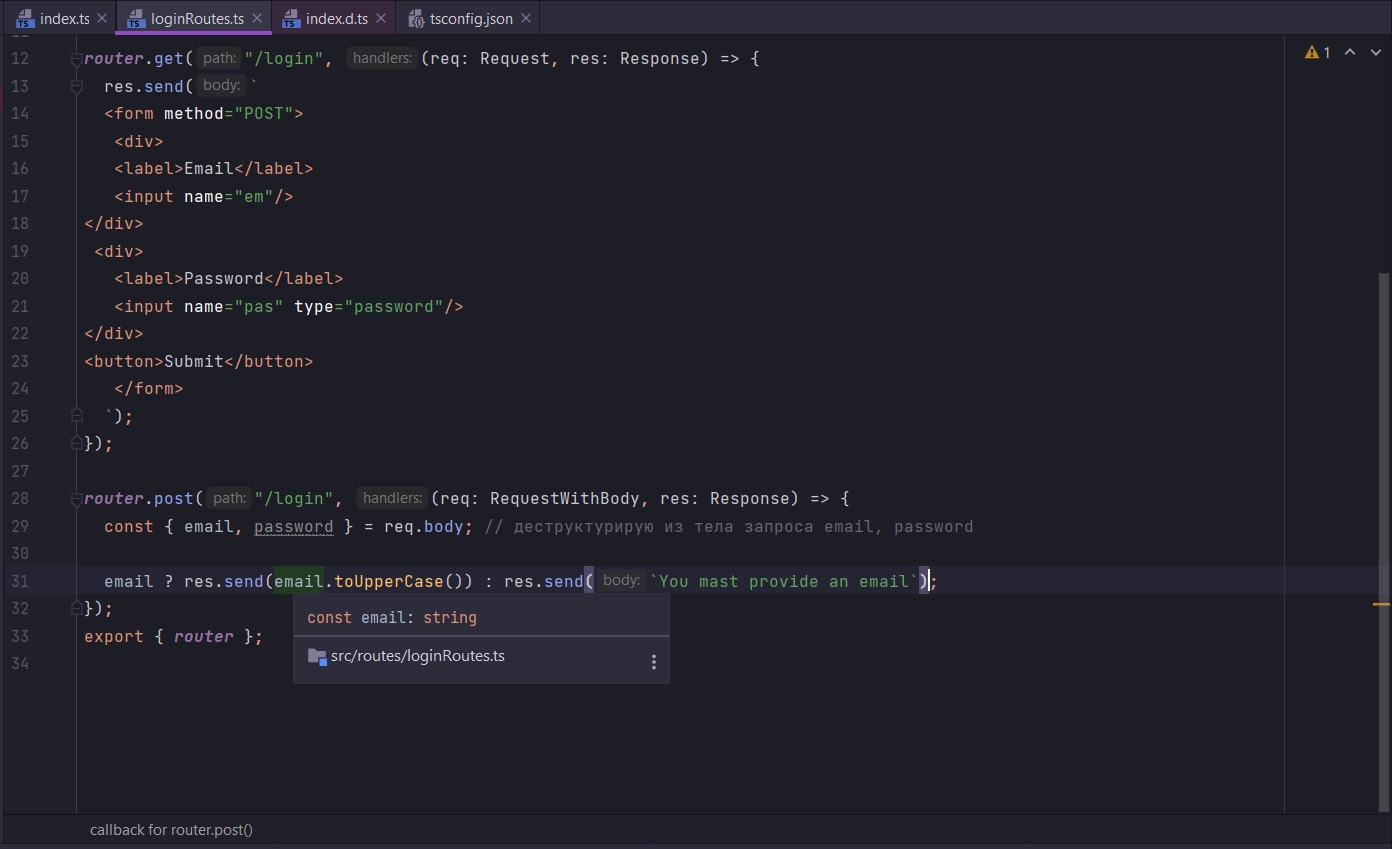 index.ts loginRoutes.ts index.d.ts tsconfig.json
12 router.get( path: "/login", handlers: (req: Request, res: Response) => { 1
13 res.send( body: `
14 <form method="POST">
15 <div>
16 <label>Email</label>
17 <input name="em"/>
18 </div>
19 <div>
20 <label>Password</label>
21 <input name="pas" type="password"/>
22 </div>
23 <button>Submit</button>
24 </form>
25 `);
26 });
27
28 router.post( path: "/login", handlers: (req: RequestWithBody, res: Response) => {
29 const { email, password } = req.body; // деструктурирую из тела запроса email, password
30
31 email ? res.send(email.toUpperCase()) : res.send( body: `You mast provide an email`);
32 });
const email: string
33 export { router };
src/routes/loginRoutes.ts
34
callback for router.post()